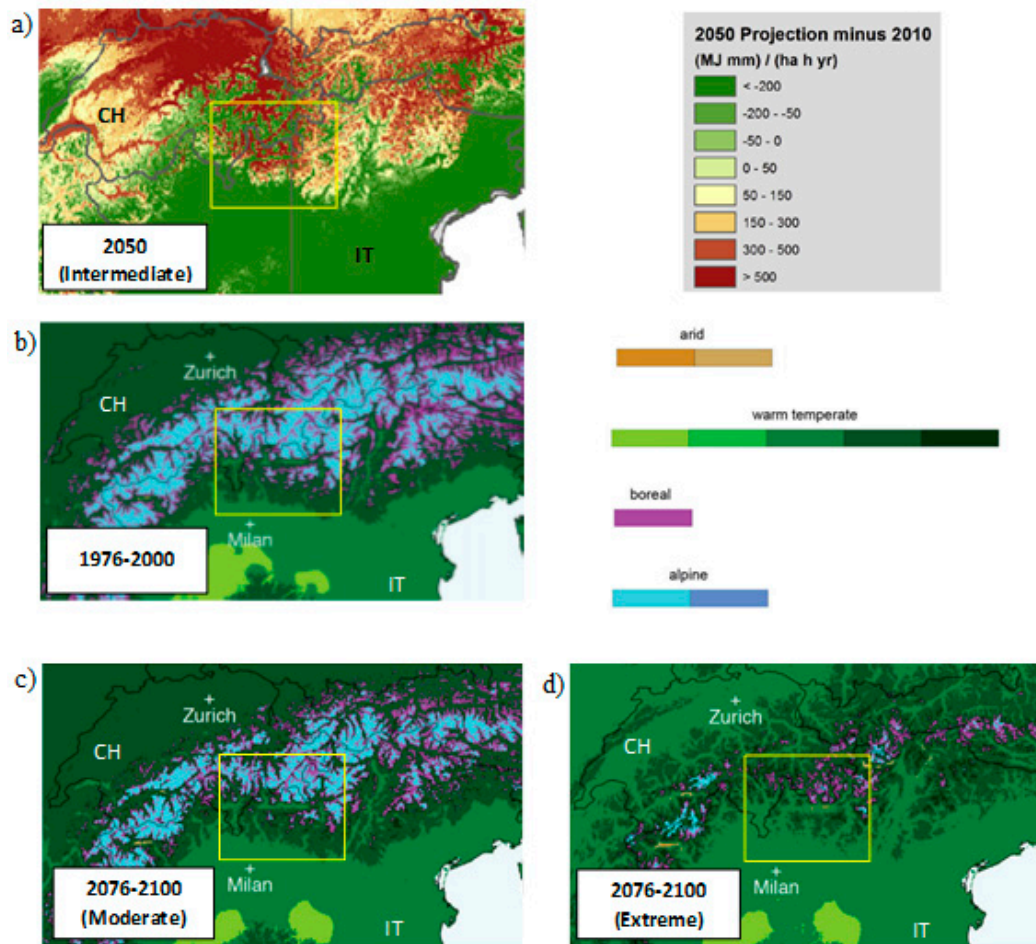 a)
CH
IT
2050
(Intermediate)
2050 Projection minus 2010
(MJ mm) / (ha h yr)
< -200
-200 - -50
-50 - 0
0 - 50
50 - 150
150 - 300
300 - 500
> 500
b)
Zurich
CH
Milan
IT
1976-2000
arid
warm temperate
boreal
alpine
c)
Zurich
CH
Milan
IT
2076-2100
(Moderate)
d)
Zurich
CH
Milan
IT
2076-2100
(Extreme)